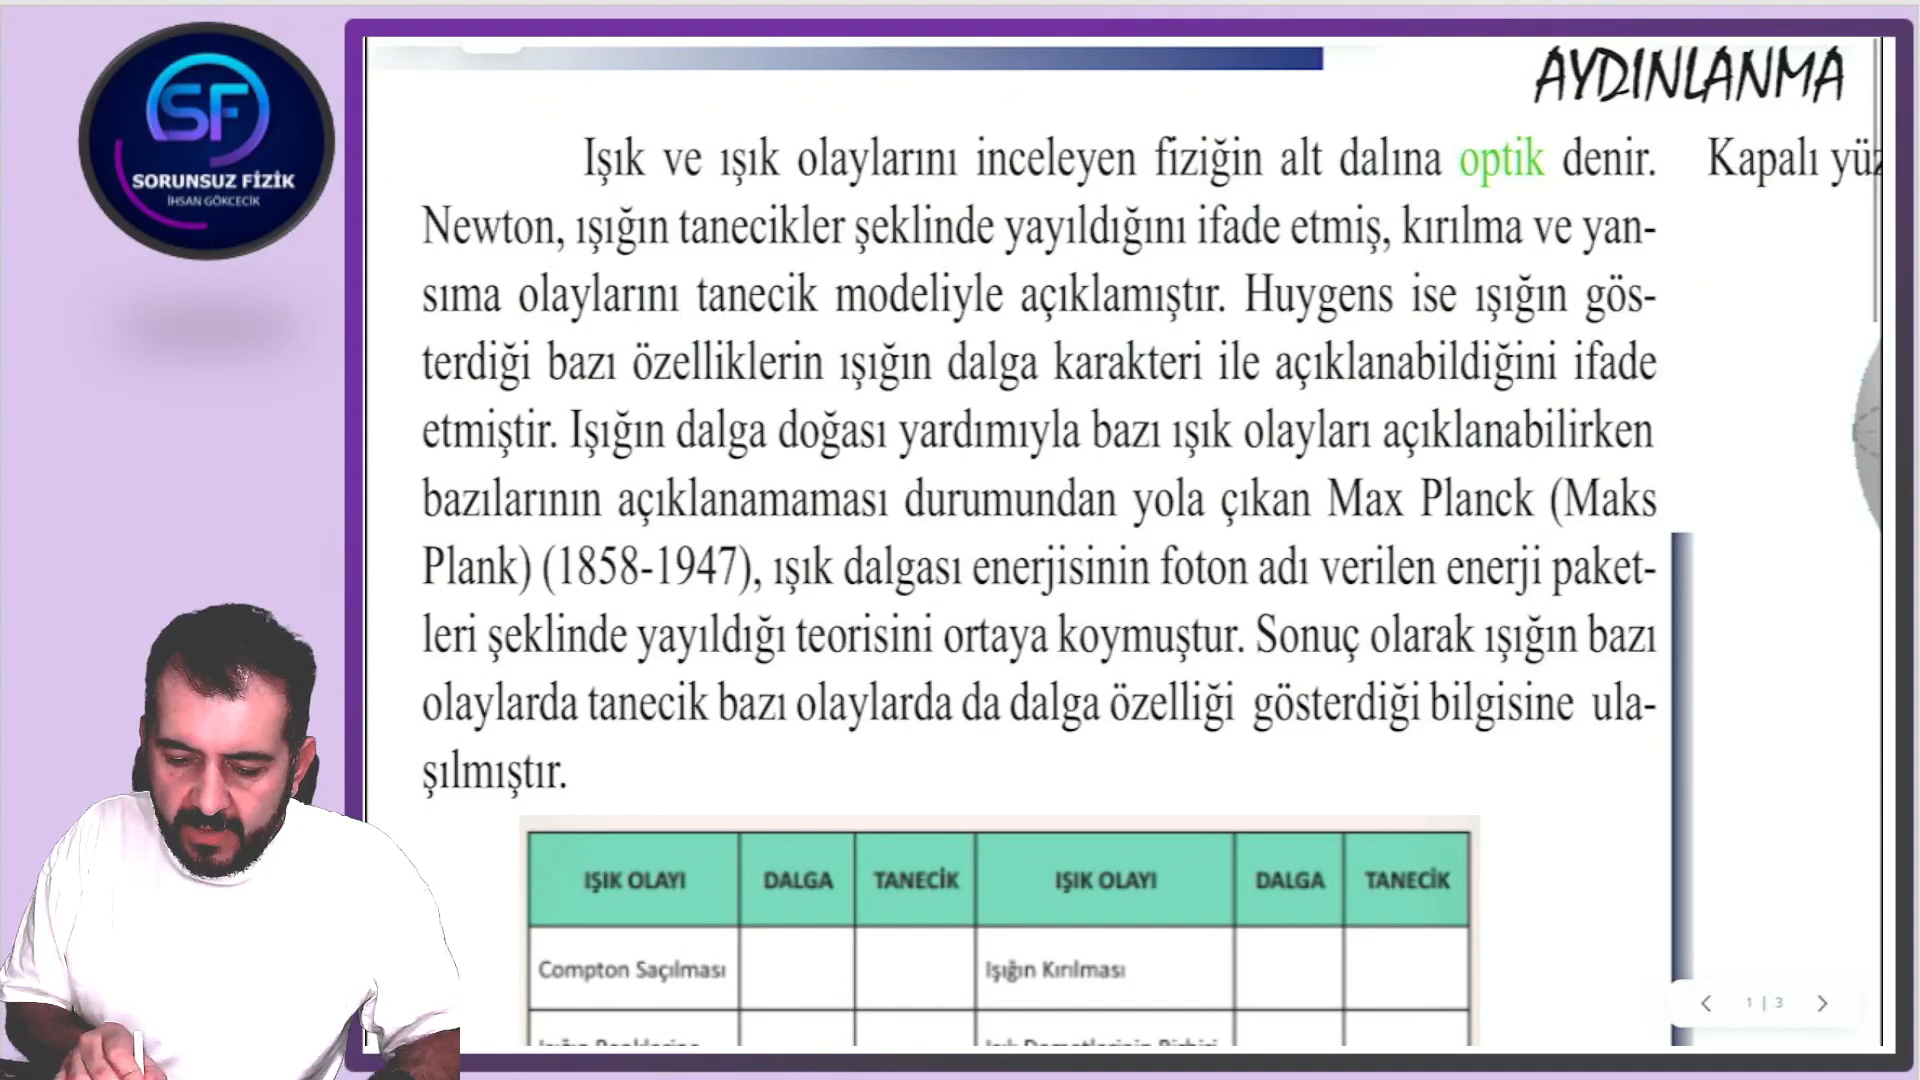 SF
SORUNSUZ FİZİK
İHSAN GÖKCECİK
AYDINLANMA
Işık ve ışık olaylarını inceleyen fiziğin alt dalına optik denir.
Newton, ışığın tanecikler şeklinde yayıldığını ifade etmiş, kırılma ve yan-
sıma olaylarını tanecik modeliyle açıklamıştır. Huygens ise ışığın gös-
terdiği bazı özelliklerin ışığın dalga karakteri ile açıklanabildiğini ifade
etmiştir. Işığın dalga doğası yardımıyla bazı ışık olayları açıklanabilirken
bazılarının açıklanamaması durumundan yola çıkan Max Planck (Maks
Plank) (1858-1947), ışık dalgası enerjisinin foton adı verilen enerji paket-
leri şeklinde yayıldığı teorisini ortaya koymuştur. Sonuç olarak ışığın bazı
olaylarda tanecik bazı olaylarda da dalga özelliği gösterdiği bilgisine ula-
şılmıştır.
Kapalı
IŞIK OLAYI DALGA TANECİK IŞIK OLAYI DALGA TANECİK
Compton Saçılması Işığın Kırılması
1 | 3